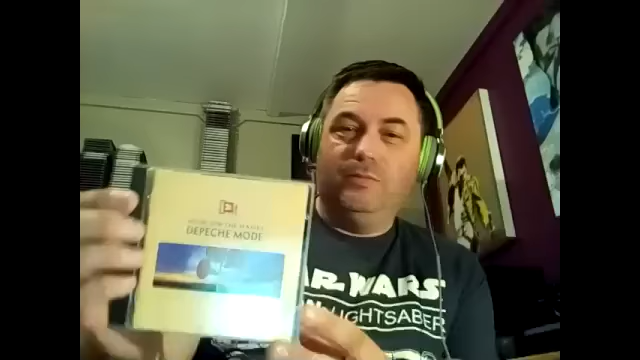 MUSIC FOR THE MASSES
DEPECHE MODE
AR WARS
LIGHTSABER